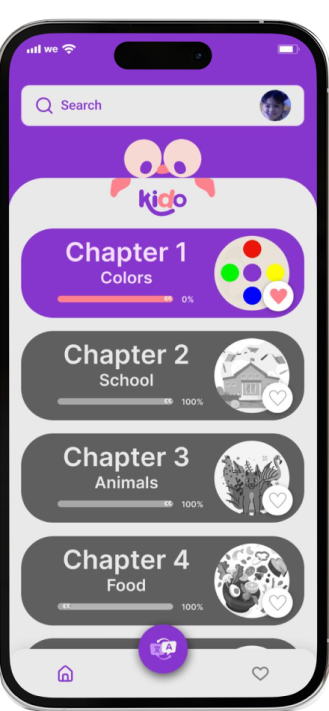 we
Search
kido
Chapter 1
Colors
0%
Chapter 2
School
100%
Chapter 3
Animals
100%
Chapter 4
Food
100%
A